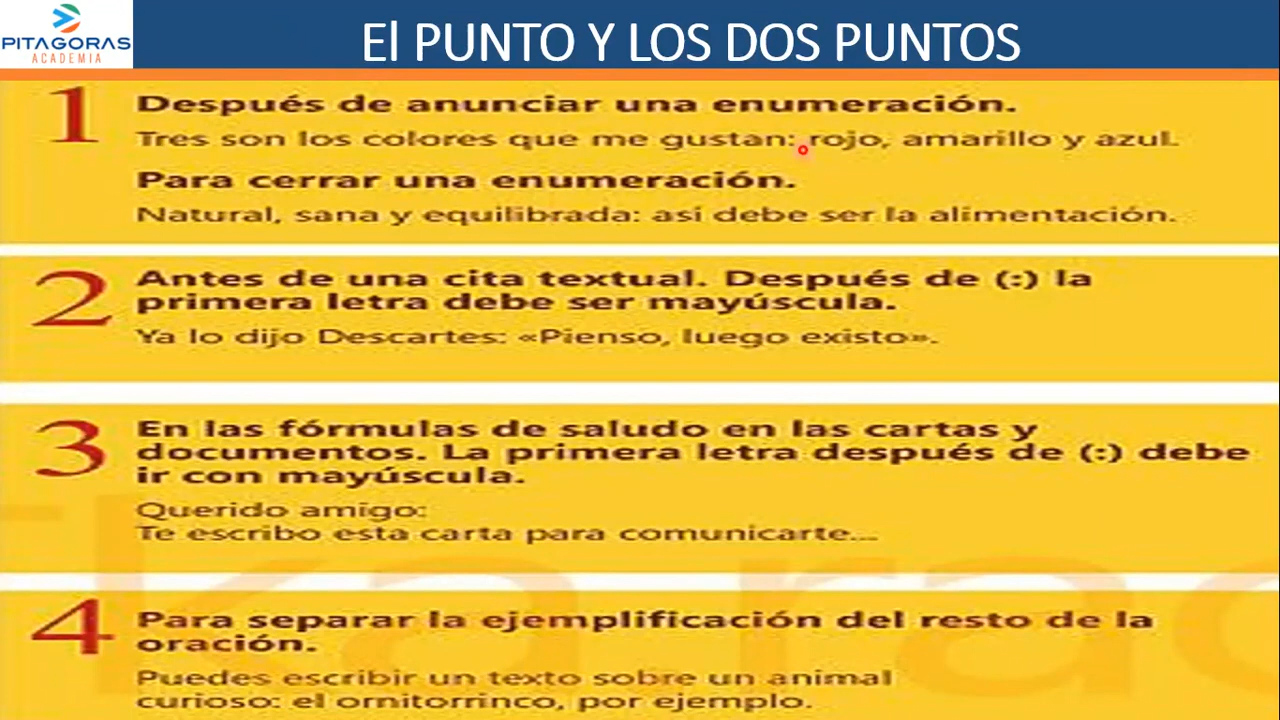 PITAGORAS
ACADEMIA
El PUNTO Y LOS DOS PUNTOS
1
Después de anunciar una enumeración.
Tres son los colores que me gustan: rojo, amarillo y azul.
Para cerrar una enumeración.
Natural, sana y equilibrada: así debe ser la alimentación.
2
Antes de una cita textual. Después de (:) la
primera letra debe ser mayúscula.
Ya lo dijo Descartes: «Pienso, luego existo».
3
En las fórmulas de saludo en las cartas y
documentos. La primera letra después de (:) debe
ir con mayúscula.
Querido amigo:
Te escribo esta carta para comunicarte...
4
Para separar la ejemplificación del resto de la
oración.
Puedes escribir un texto sobre un animal
curioso: el ornitorrinco, por ejemplo.